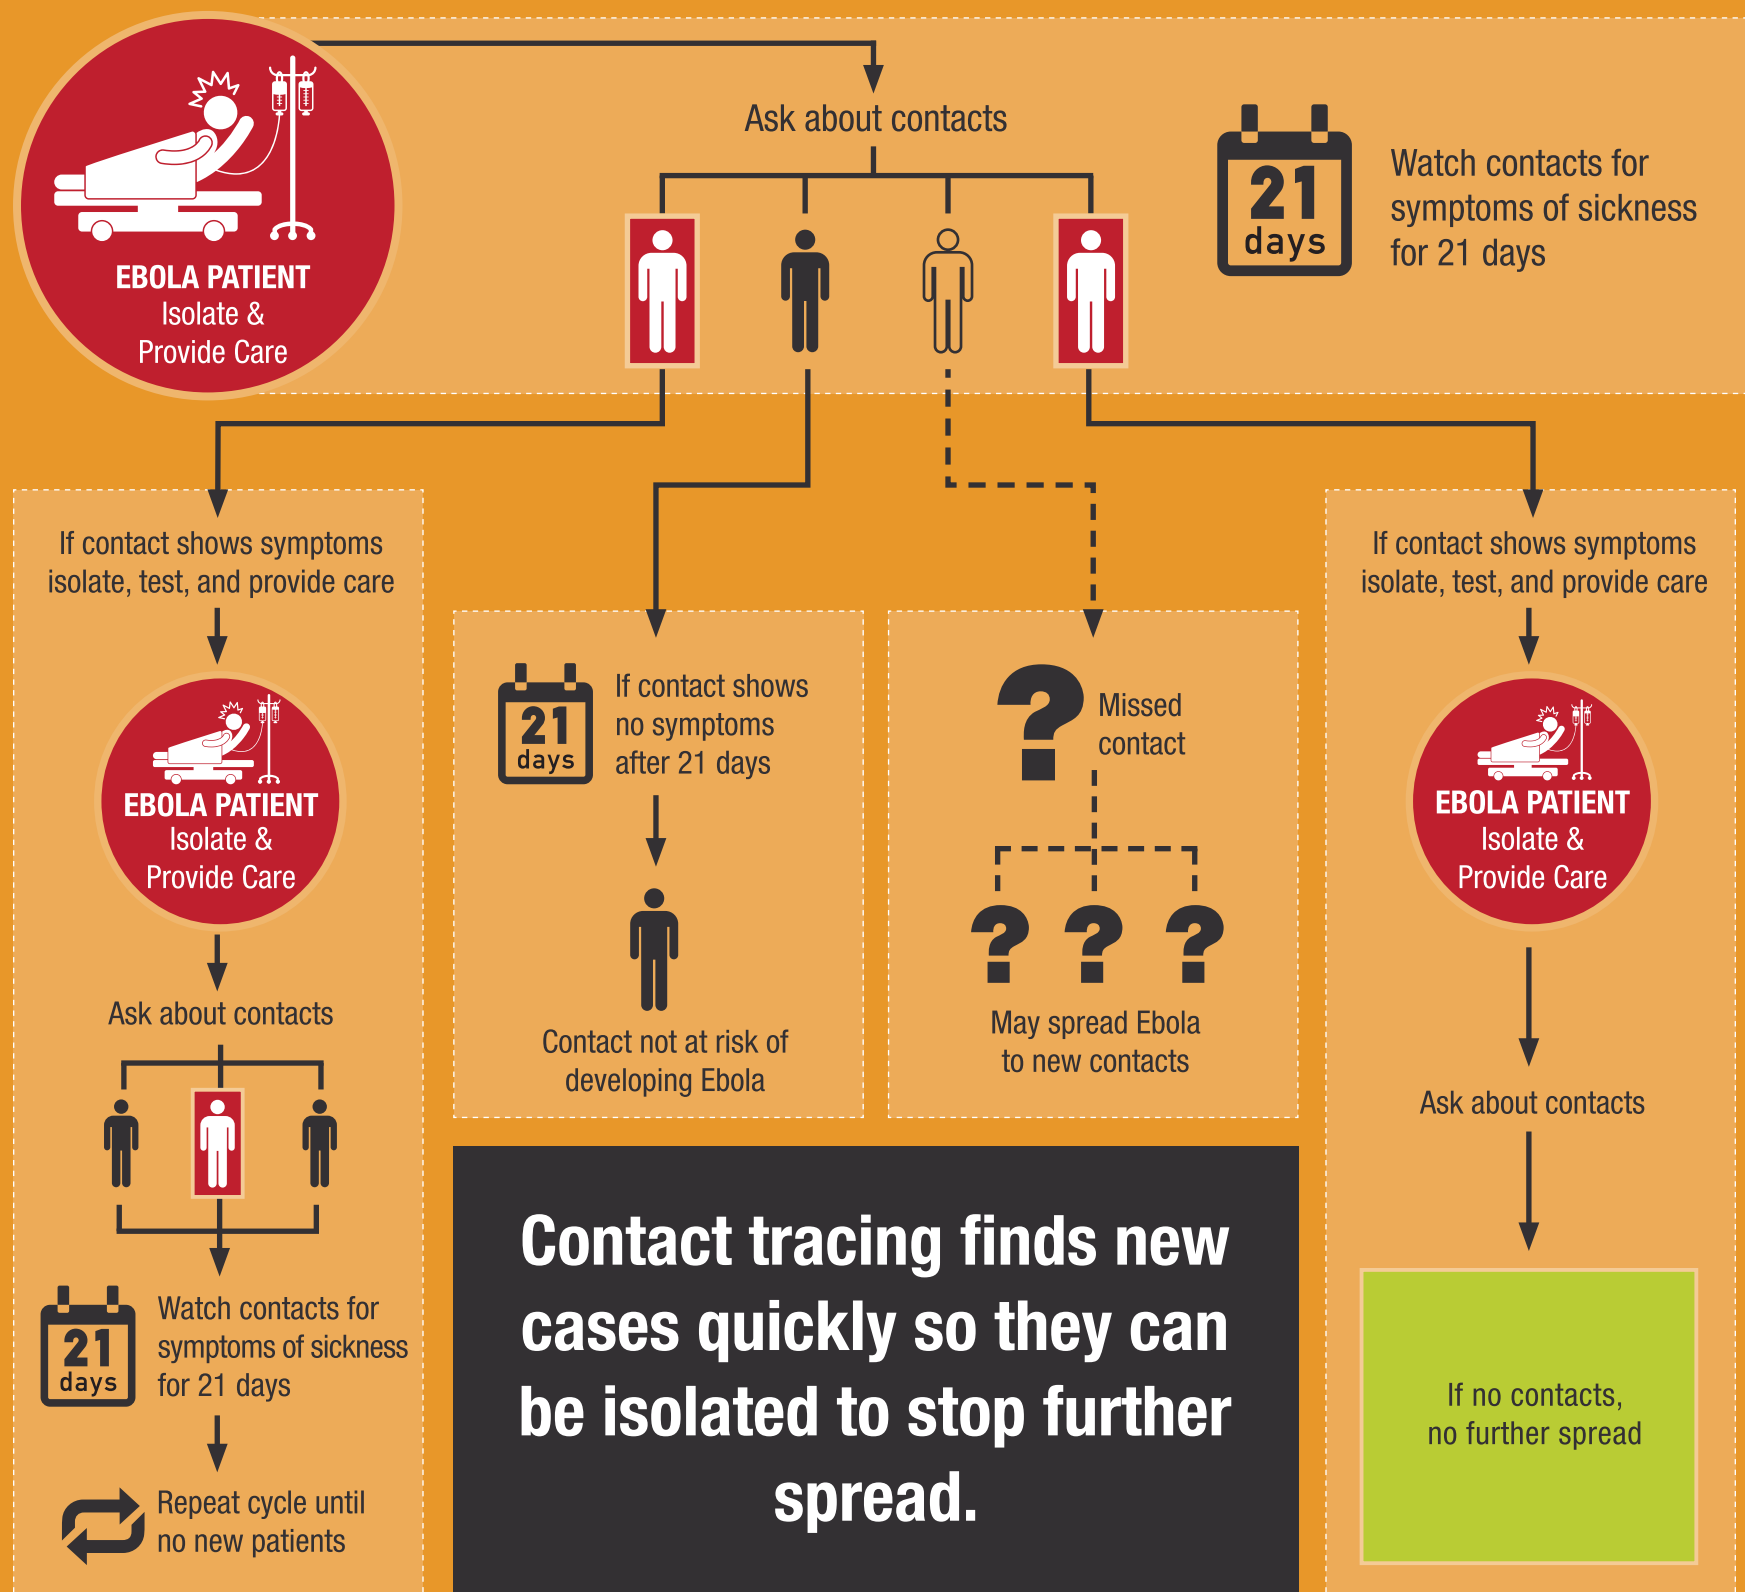 EBOLA PATIENT
Isolate &
Provide Care
Ask about contacts
21
days
Watch contacts for
symptoms of sickness
for 21 days
If contact shows symptoms
isolate, test, and provide care
EBOLA PATIENT
Isolate &
Provide Care
Ask about contacts
21
days
Watch contacts for
symptoms of sickness
for 21 days
Repeat cycle until
no new patients
21
days
If contact shows
no symptoms
after 21 days
Contact not at risk of
developing Ebola
?
Missed
contact
? ? ?
May spread Ebola
to new contacts
If contact shows symptoms
isolate, test, and provide care
EBOLA PATIENT
Isolate &
Provide Care
Ask about contacts
If no contacts,
no further spread
Contact tracing finds new
cases quickly so they can
be isolated to stop further
spread.